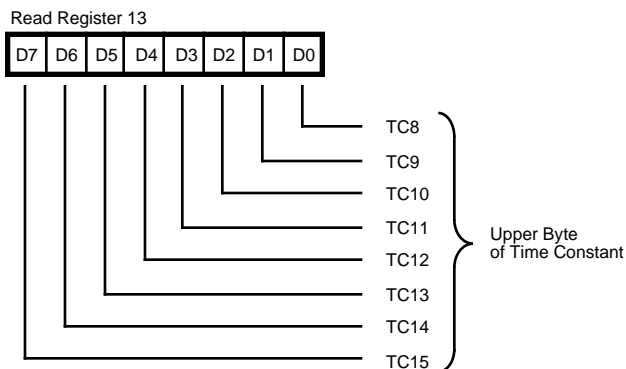 Read Register 13
D7 D6 D5 D4 D3 D2 D1 D0
TC8
TC9
TC10
TC11
TC12
TC13
TC14
TC15
Upper Byte
of Time Constant